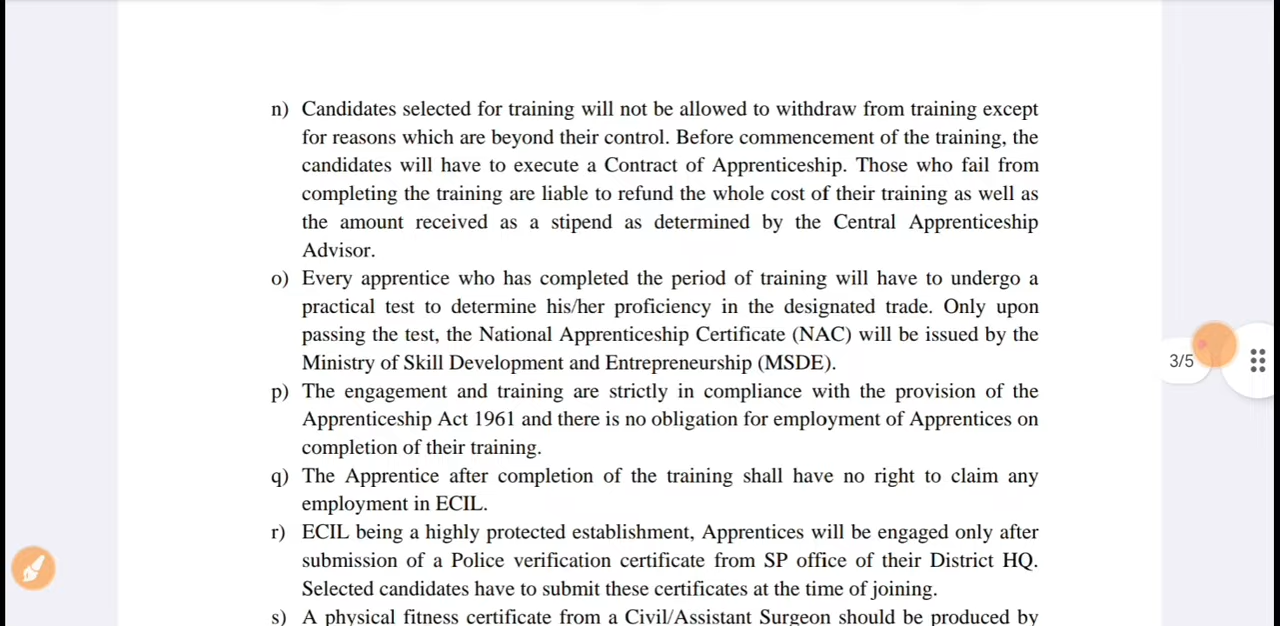 n) Candidates selected for training will not be allowed to withdraw from training except
for reasons which are beyond their control. Before commencement of the training, the
candidates will have to execute a Contract of Apprenticeship. Those who fail from
completing the training are liable to refund the whole cost of their training as well as
the amount received as a stipend as determined by the Central Apprenticeship
Advisor.
o) Every apprentice who has completed the period of training will have to undergo a
practical test to determine his/her proficiency in the designated trade. Only upon
passing the test, the National Apprenticeship Certificate (NAC) will be issued by the
Ministry of Skill Development and Entrepreneurship (MSDE).
p) The engagement and training are strictly in compliance with the provision of the
Apprenticeship Act 1961 and there is no obligation for employment of Apprentices on
completion of their training.
q) The Apprentice after completion of the training shall have no right to claim any
employment in ECIL.
r) ECIL being a highly protected establishment, Apprentices will be engaged only after
submission of a Police verification certificate from SP office of their District HQ.
Selected candidates have to submit these certificates at the time of joining.
s) A physical fitness certificate from a Civil/Assistant Surgeon should be produced by
3/5